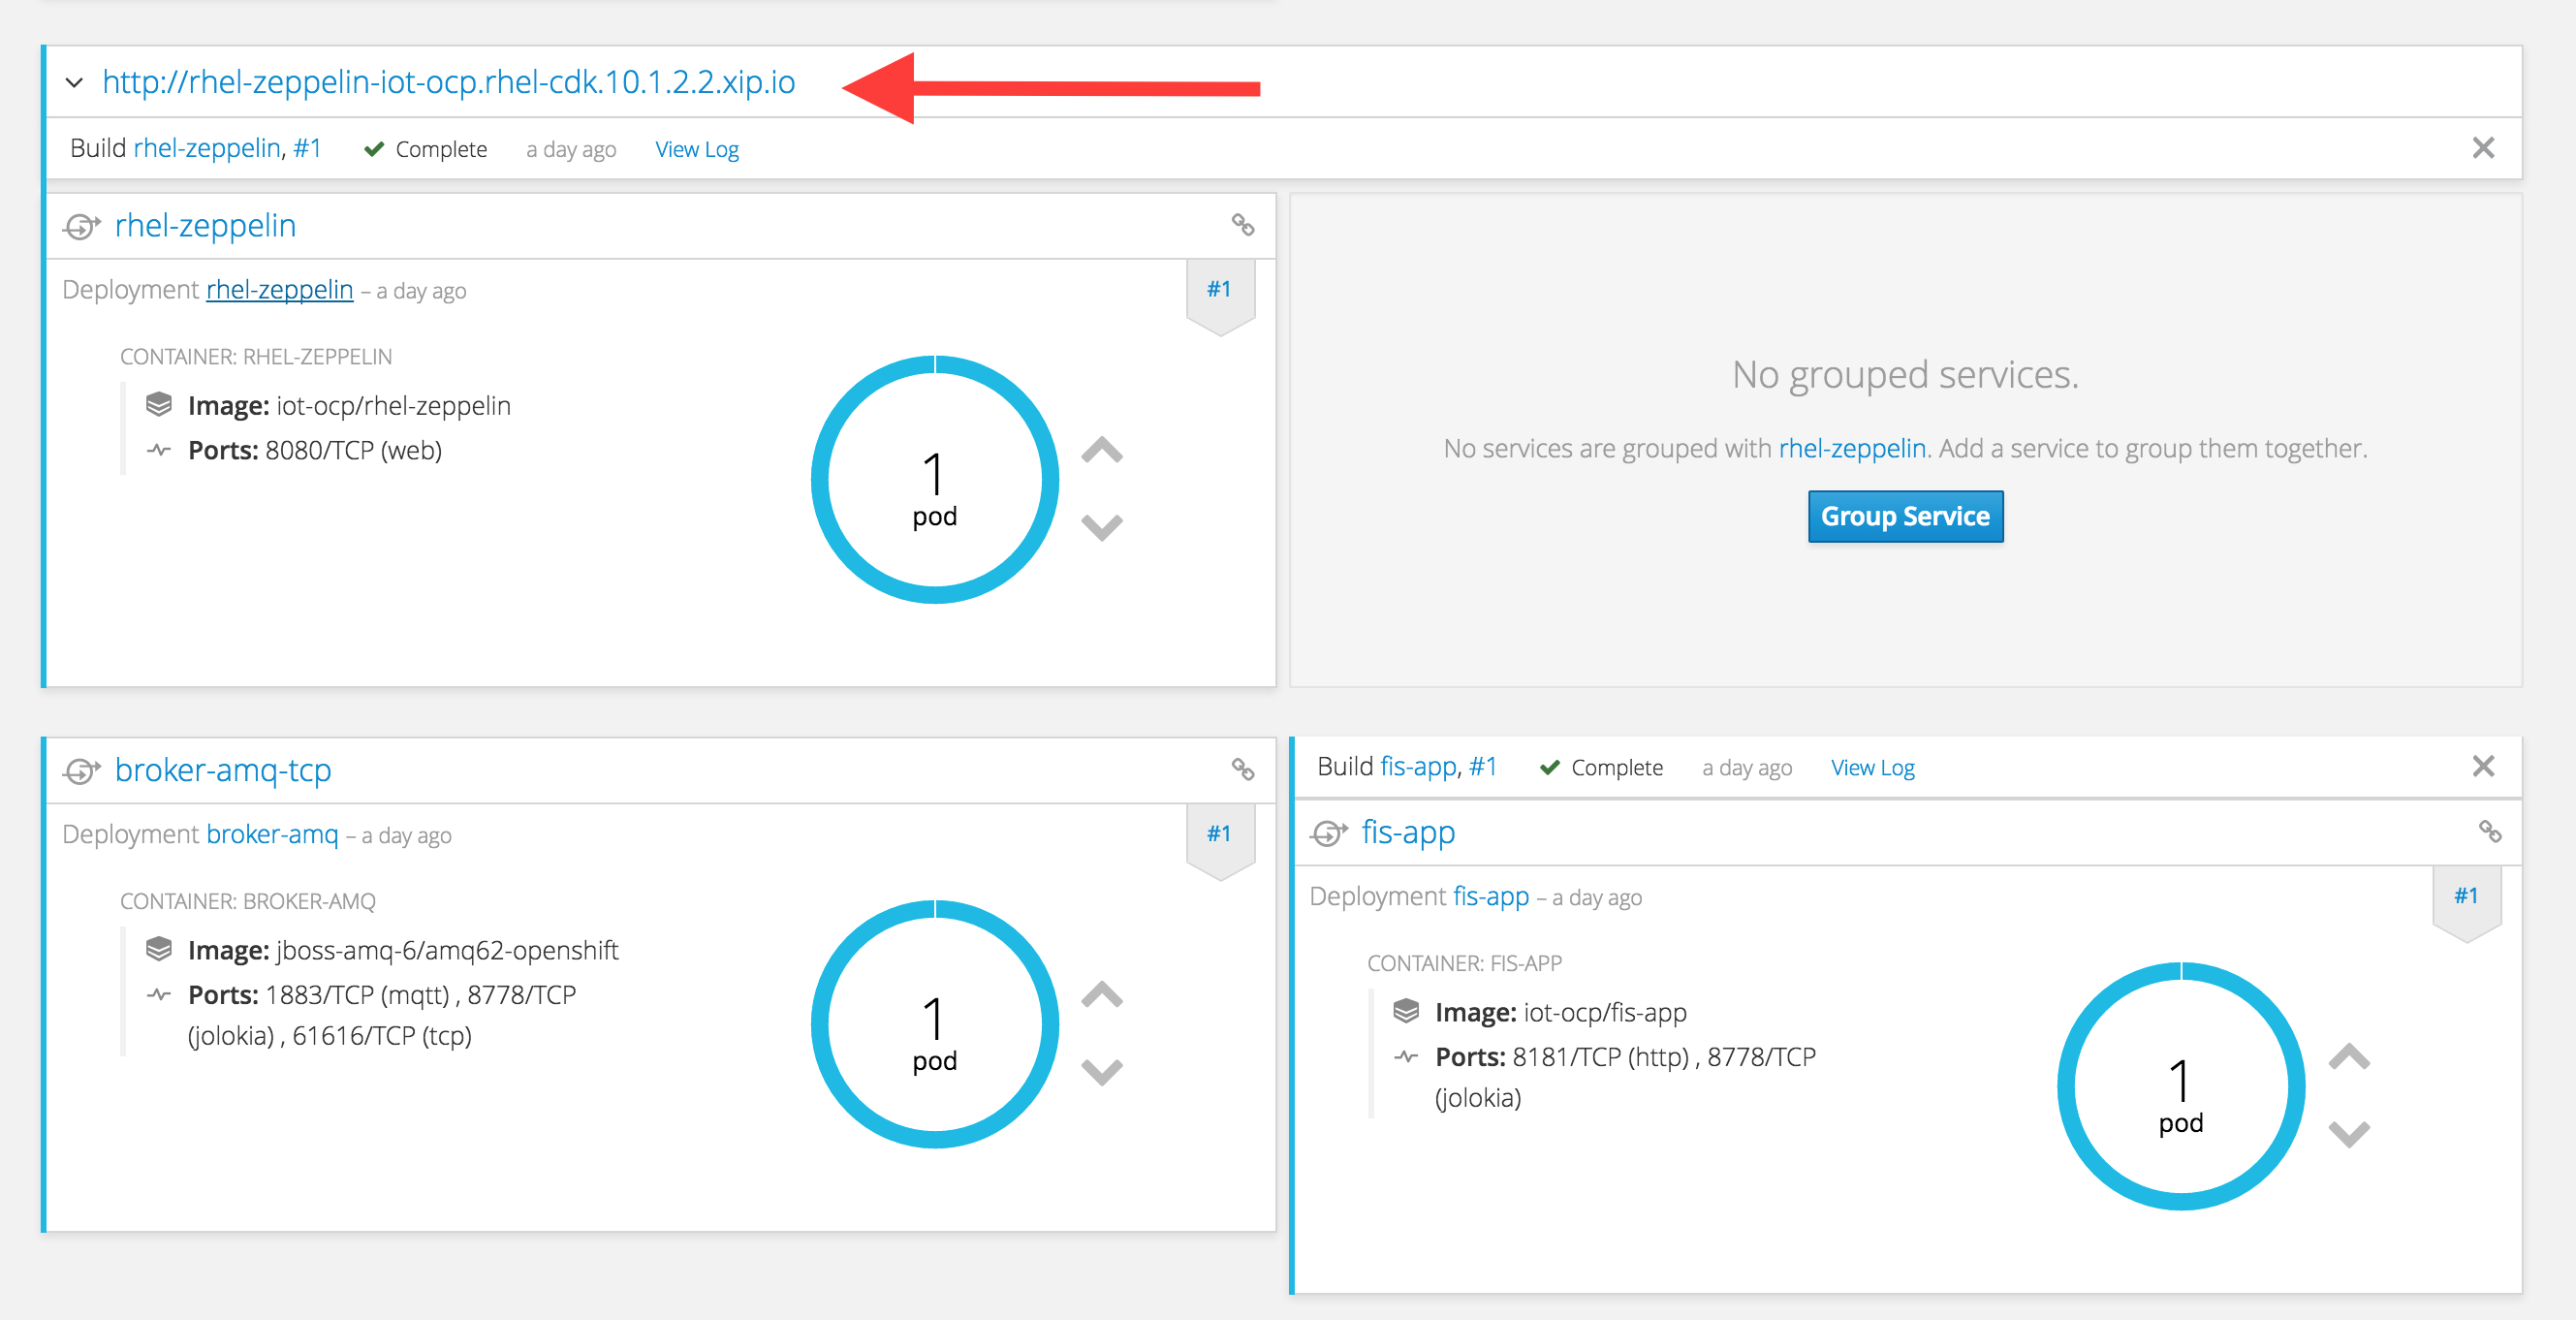 http://rhel-zeppelin-iot-ocp.rhel-cdk.10.1.2.2.xip.io
Build rhel-zeppelin, #1 Complete a day ago View Log
rhel-zeppelin
Deployment rhel-zeppelin – a day ago
#1
CONTAINER: RHEL-ZEPPELIN
Image: iot-ocp/rhel-zeppelin
Ports: 8080/TCP (web)
1
pod
No grouped services.
No services are grouped with rhel-zeppelin. Add a service to group them together.
Group Service
broker-amq-tcp
Deployment broker-amq – a day ago
#1
CONTAINER: BROKER-AMQ
Image: jboss-amq-6/amq62-openshift
Ports: 1883/TCP (mqtt) , 8778/TCP
(jolokia) , 61616/TCP (tcp)
1
pod
Build fis-app, #1 Complete a day ago View Log
fis-app
Deployment fis-app – a day ago
#1
CONTAINER: FIS-APP
Image: iot-ocp/fis-app
Ports: 8181/TCP (http) , 8778/TCP
(jolokia)
1
pod